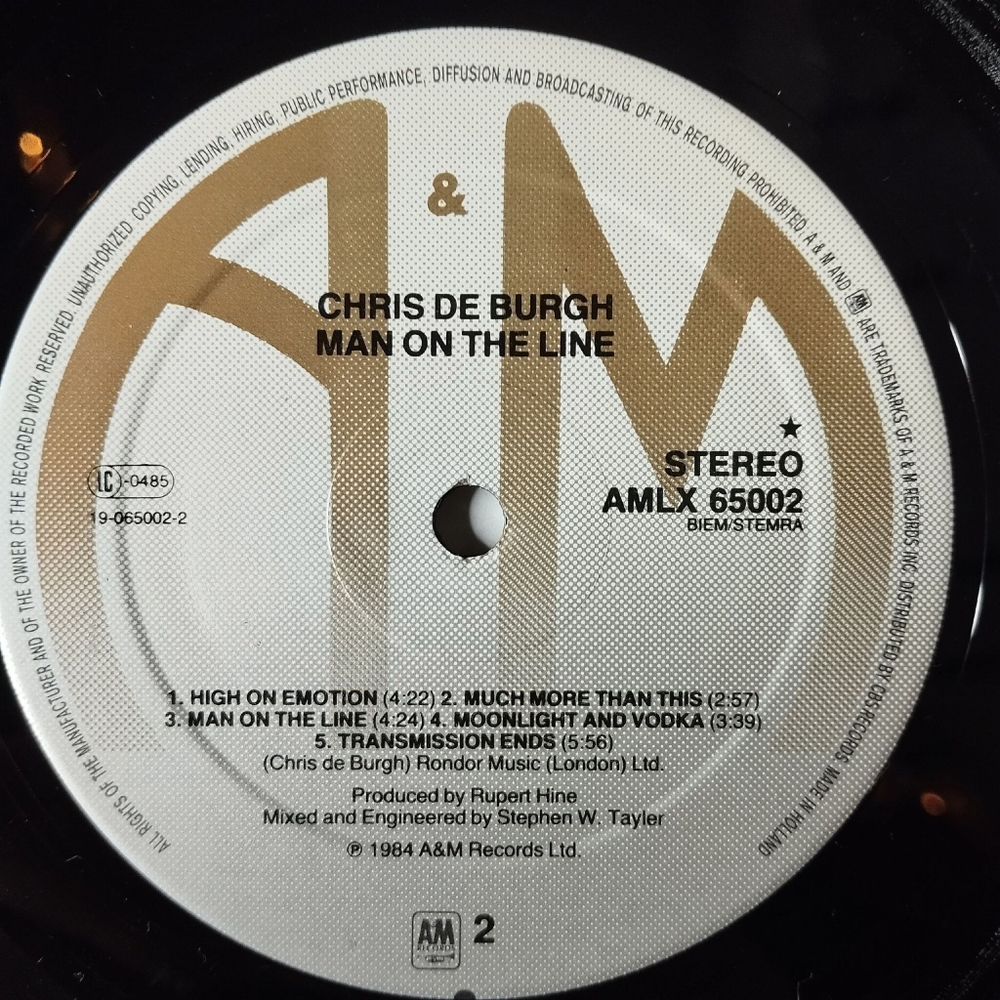 ALL RIGHTS OF THE MANUFACTURER AND OF THE OWNER OF THE RECORDED WORK RESERVED. UNAUTHORIZED COPYING, LENDING, HIRING, PUBLIC PERFORMANCE, DIFFUSION AND BROADCASTING OF THIS RECORDING PROHIBITED. A & M AND AM ARE TRADEMARKS OF A & M RECORDS, INC. DISTRIBUTED BY CBS RECORDS. MADE IN HOLLAND
A & M
CHRIS DE BURGH
MAN ON THE LINE
★
STEREO
AMLX 65002
BIEM/STEMRA
LC-0485
19-065002-2
1. HIGH ON EMOTION (4:22) 2. MUCH MORE THAN THIS (2:57)
3. MAN ON THE LINE (4:24) 4. MOONLIGHT AND VODKA (3:39)
5. TRANSMISSION ENDS (5:56)
(Chris de Burgh) Rondor Music (London) Ltd.
Produced by Rupert Hine
Mixed and Engineered by Stephen W. Tayler
℗ 1984 A&M Records Ltd.
AM 2
RECORDS